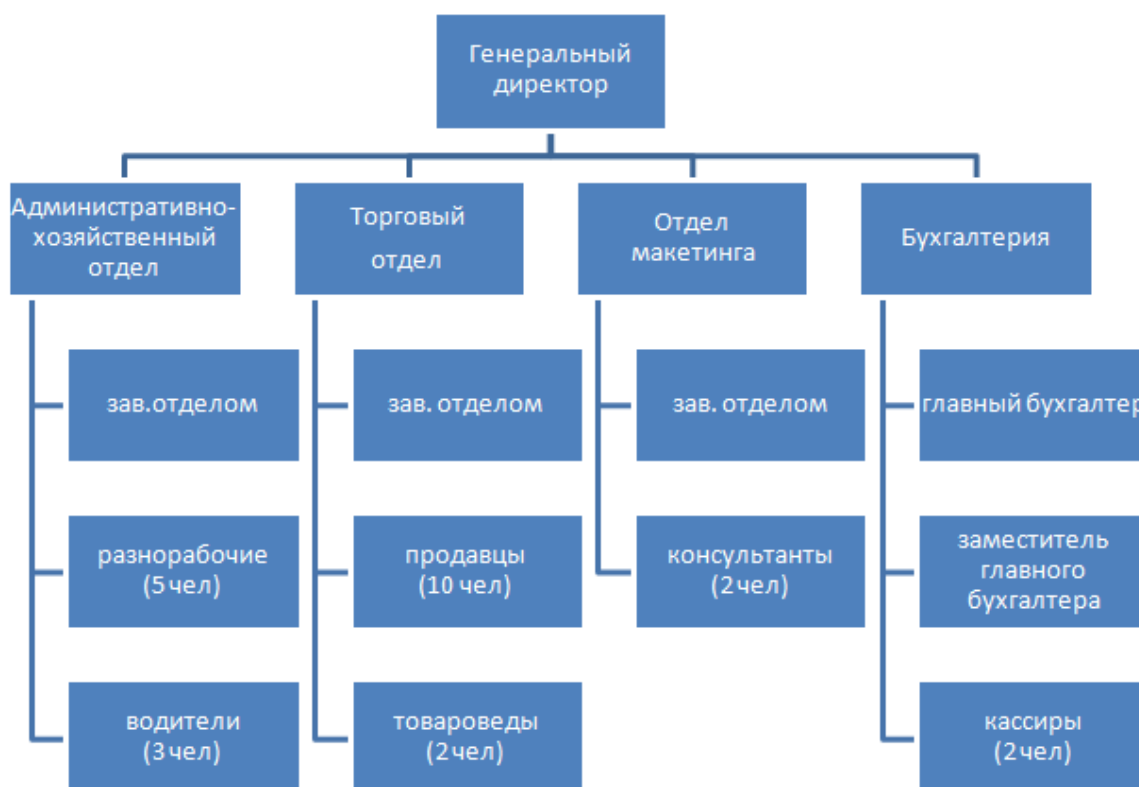 Генеральный
директор
Административно-
хозяйственный
отдел
Торговый
отдел
Отдел
макетинга
Бухгалтерия
зав.отделом
зав. отделом
зав. отделом
главный бухгалтер
разнорабочие
(5 чел)
продавцы
(10 чел)
консультанты
(2 чел)
заместитель
главного
бухгалтера
водители
(3 чел)
товароведы
(2 чел)
кассиры
(2 чел)